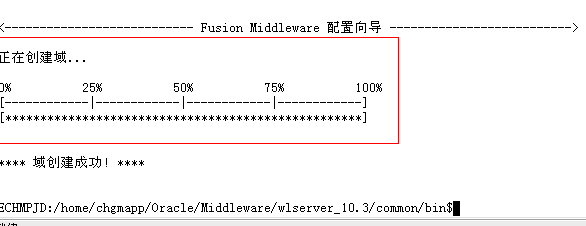 <---------------------- Fusion Middleware 配置向导 ---------------------->
正在创建域...
0% 25% 50% 75% 100%
[------------|------------|------------|------------]
[***************************************************]
**** 域创建成功! ****
ECHMPJD:/home/chgmapp/Oracle/Middleware/wlserver_10.3/common/bin$